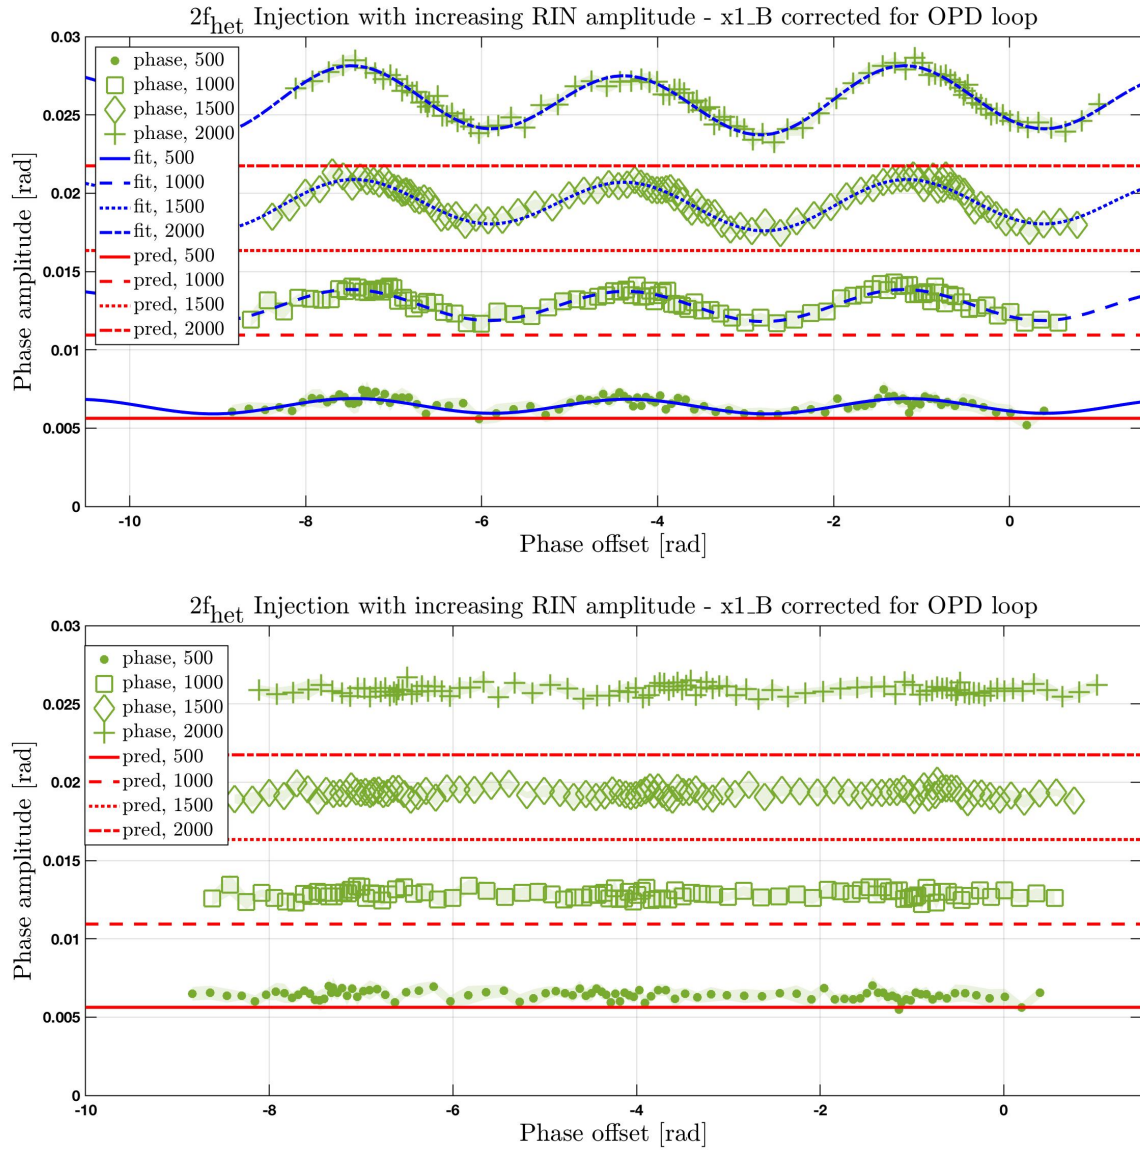 2fhet Injection with increasing RIN amplitude - x1_B corrected for OPD loop
0.03
0.025
0.02
0.015
0.01
0.005
0
Phase amplitude [rad]
phase, 500
phase, 1000
phase, 1500
phase, 2000
fit, 500
fit, 1000
fit, 1500
fit, 2000
pred, 500
pred, 1000
pred, 1500
pred, 2000
-10 -8 -6 -4 -2 0
Phase offset [rad]
2fhet Injection with increasing RIN amplitude - x1_B corrected for OPD loop
0.03
0.025
0.02
0.015
0.01
0.005
0
Phase amplitude [rad]
phase, 500
phase, 1000
phase, 1500
phase, 2000
pred, 500
pred, 1000
pred, 1500
pred, 2000
-10 -8 -6 -4 -2 0
Phase offset [rad]